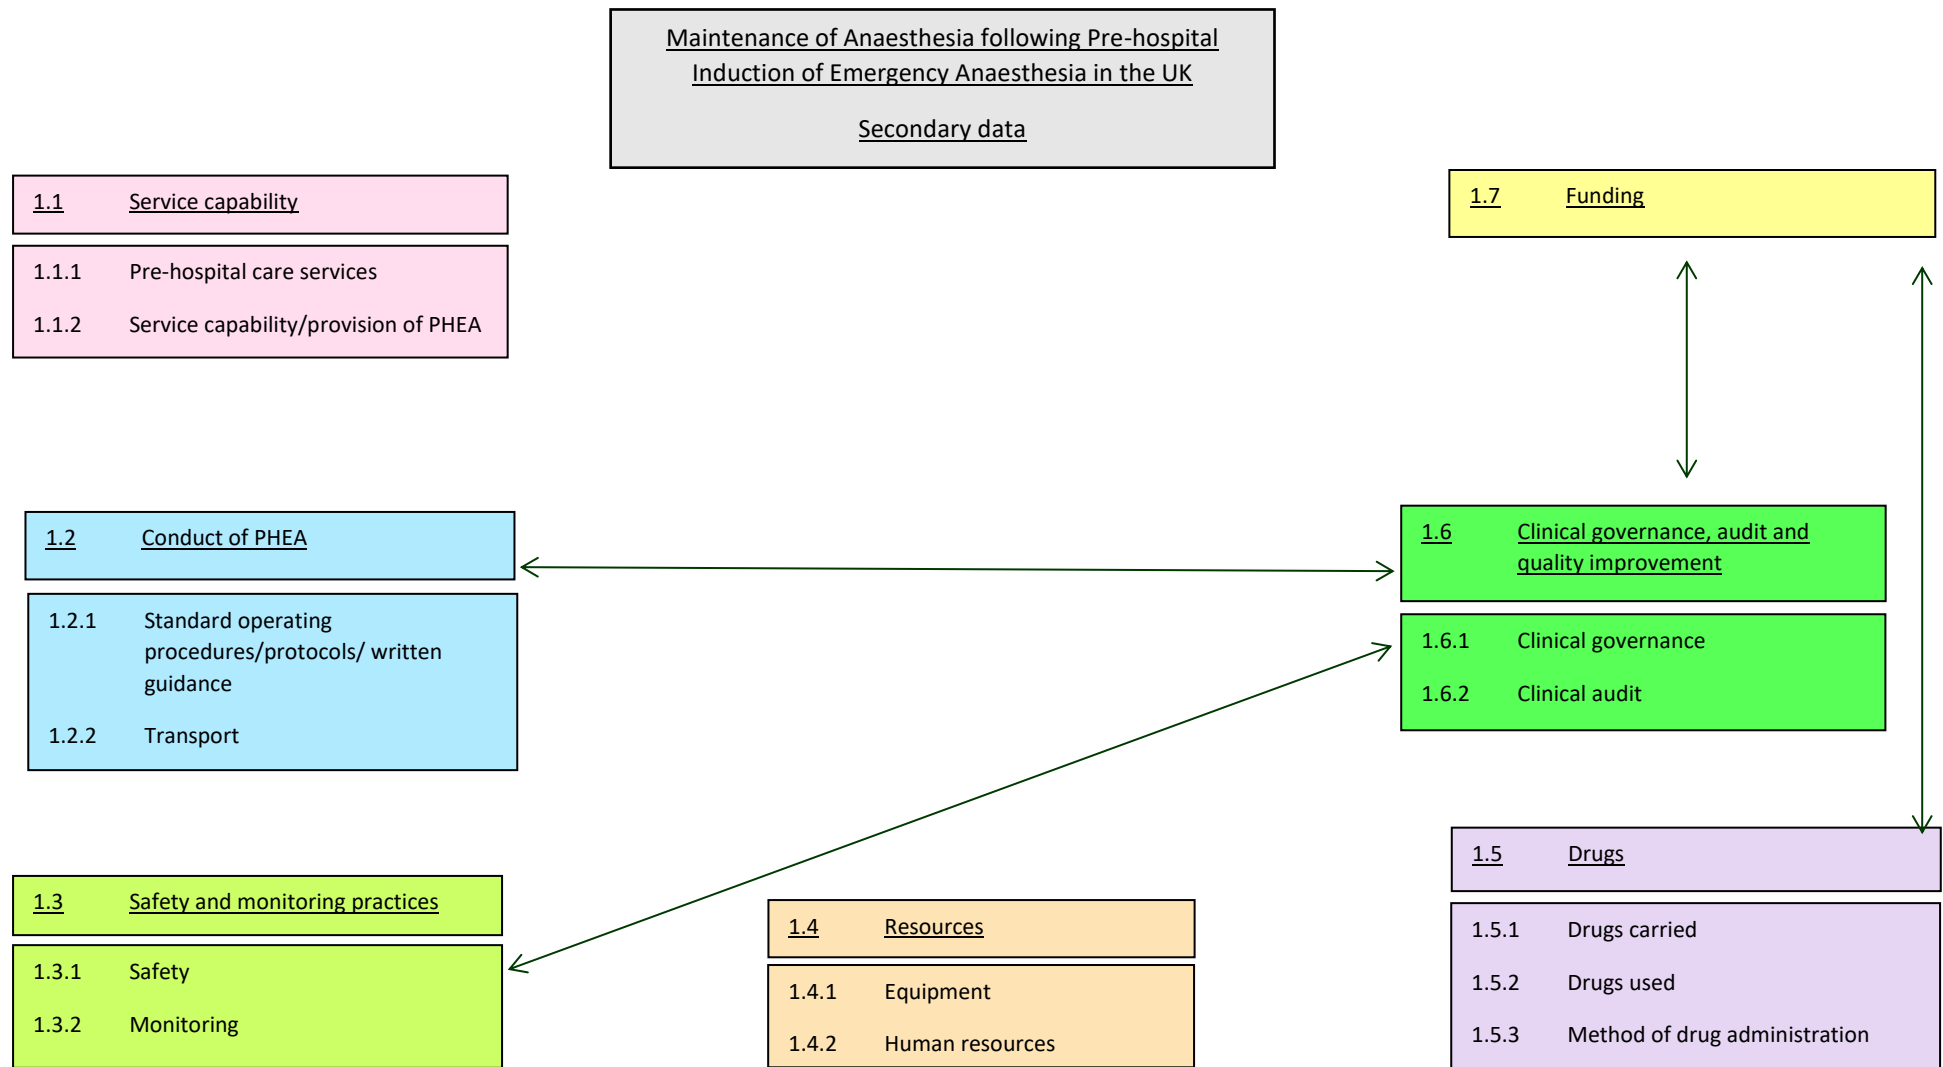 Maintenance of Anaesthesia following Pre-hospital
Induction of Emergency Anaesthesia in the UK
Secondary data
1.1 Service capability
1.1.1 Pre-hospital care services
1.1.2 Service capability/provision of PHEA
1.7 Funding
1.2 Conduct of PHEA
1.2.1 Standard operating
procedures/protocols/ written
guidance
1.2.2 Transport
1.6 Clinical governance, audit and
quality improvement
1.6.1 Clinical governance
1.6.2 Clinical audit
1.3 Safety and monitoring practices
1.3.1 Safety
1.3.2 Monitoring
1.4 Resources
1.4.1 Equipment
1.4.2 Human resources
1.5 Drugs
1.5.1 Drugs carried
1.5.2 Drugs used
1.5.3 Method of drug administration